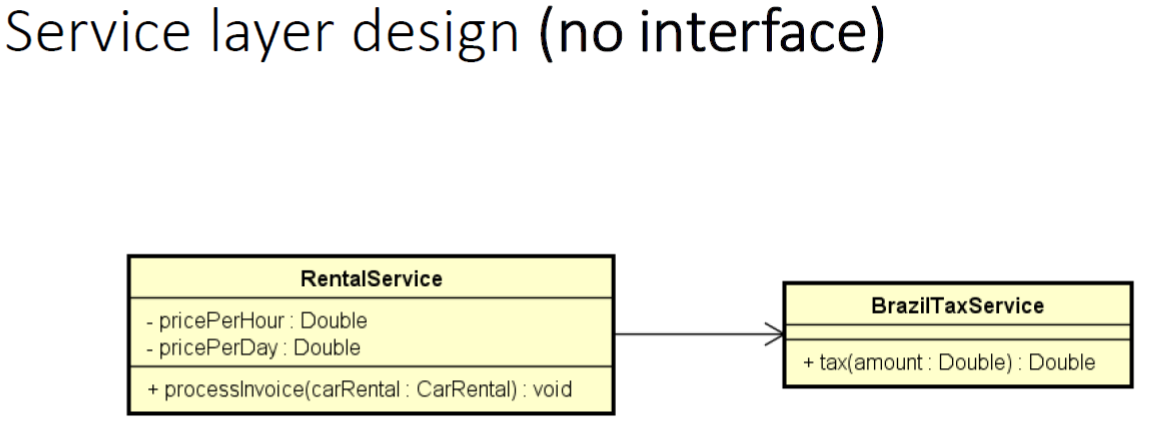 Service layer design (no interface)
RentalService
- pricePerHour : Double
- pricePerDay : Double
+ processInvoice(carRental : CarRental) : void
BrazilTaxService
+ tax(amount : Double) : Double